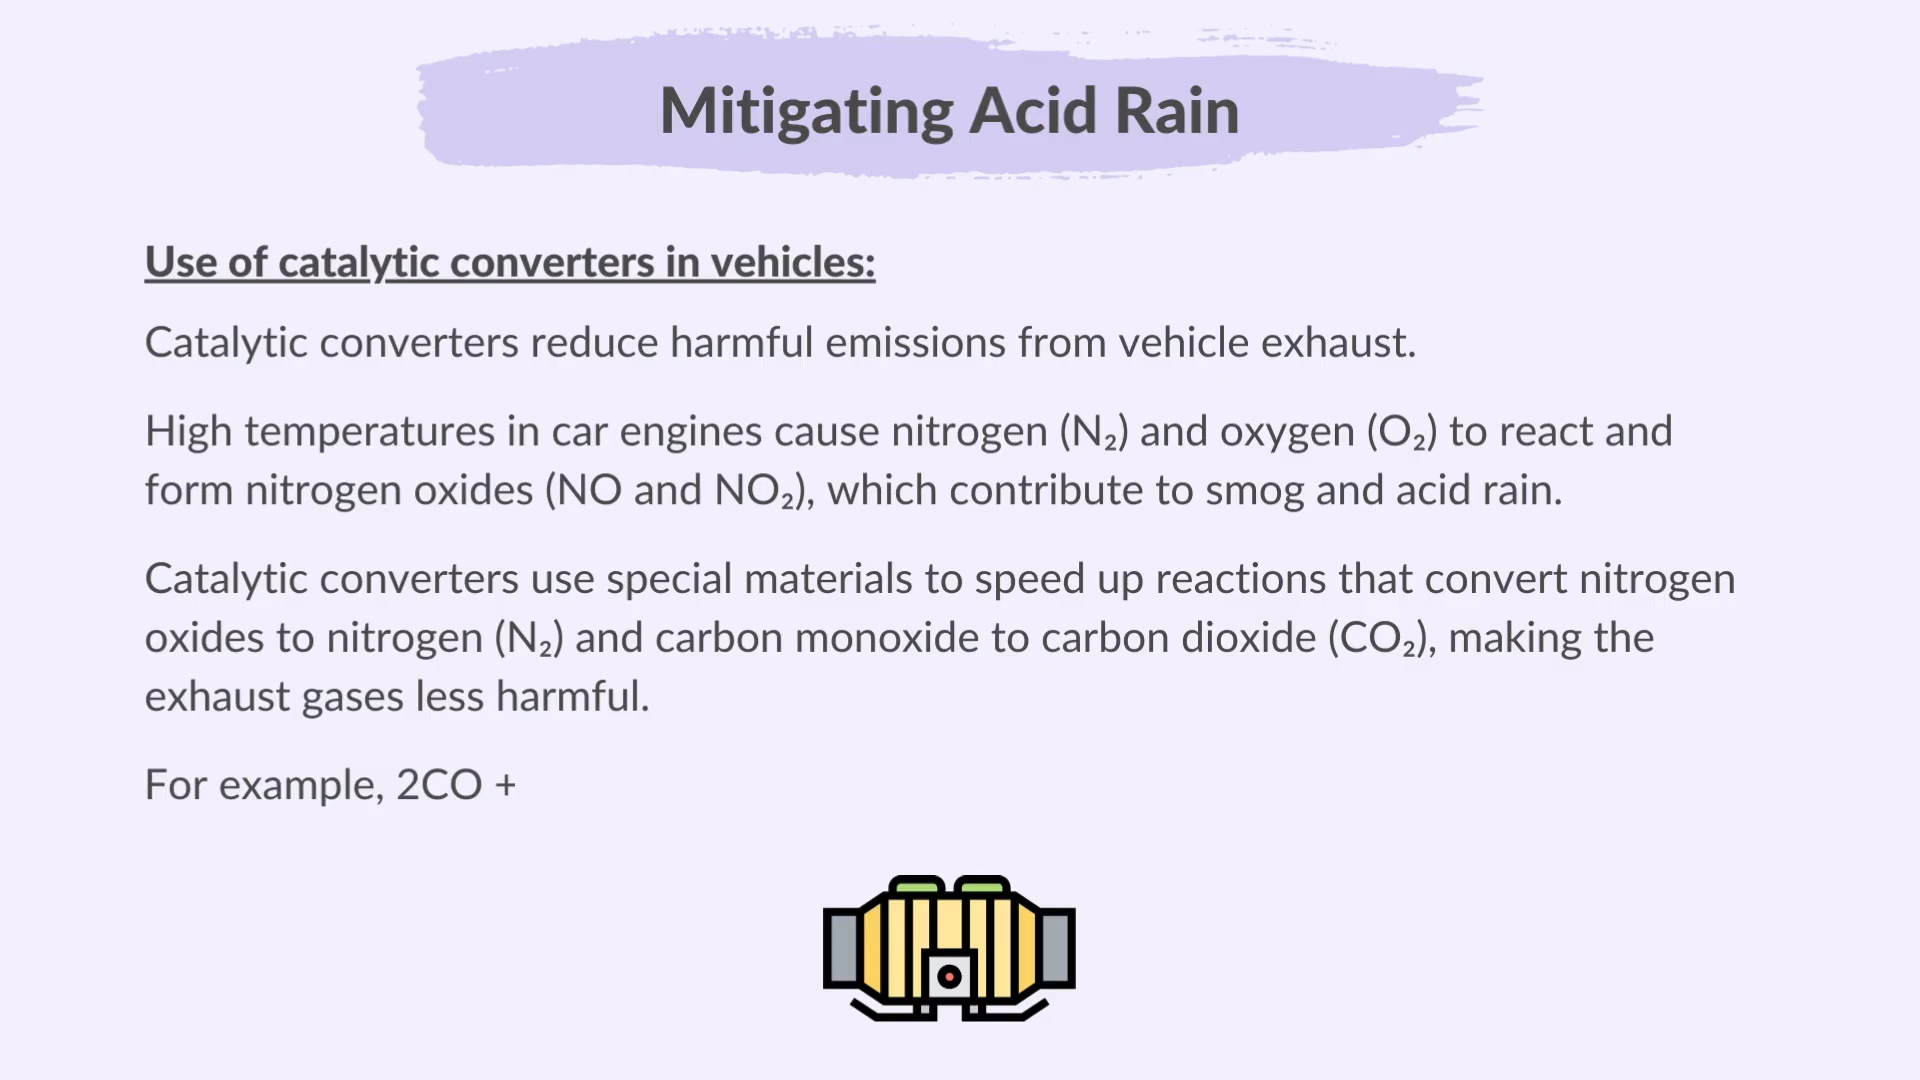 Mitigating Acid Rain
Use of catalytic converters in vehicles:
Catalytic converters reduce harmful emissions from vehicle exhaust.
High temperatures in car engines cause nitrogen (N₂) and oxygen (O₂) to react and
form nitrogen oxides (NO and NO₂), which contribute to smog and acid rain.
Catalytic converters use special materials to speed up reactions that convert nitrogen
oxides to nitrogen (N₂) and carbon monoxide to carbon dioxide (CO₂), making the
exhaust gases less harmful.
For example, 2CO +